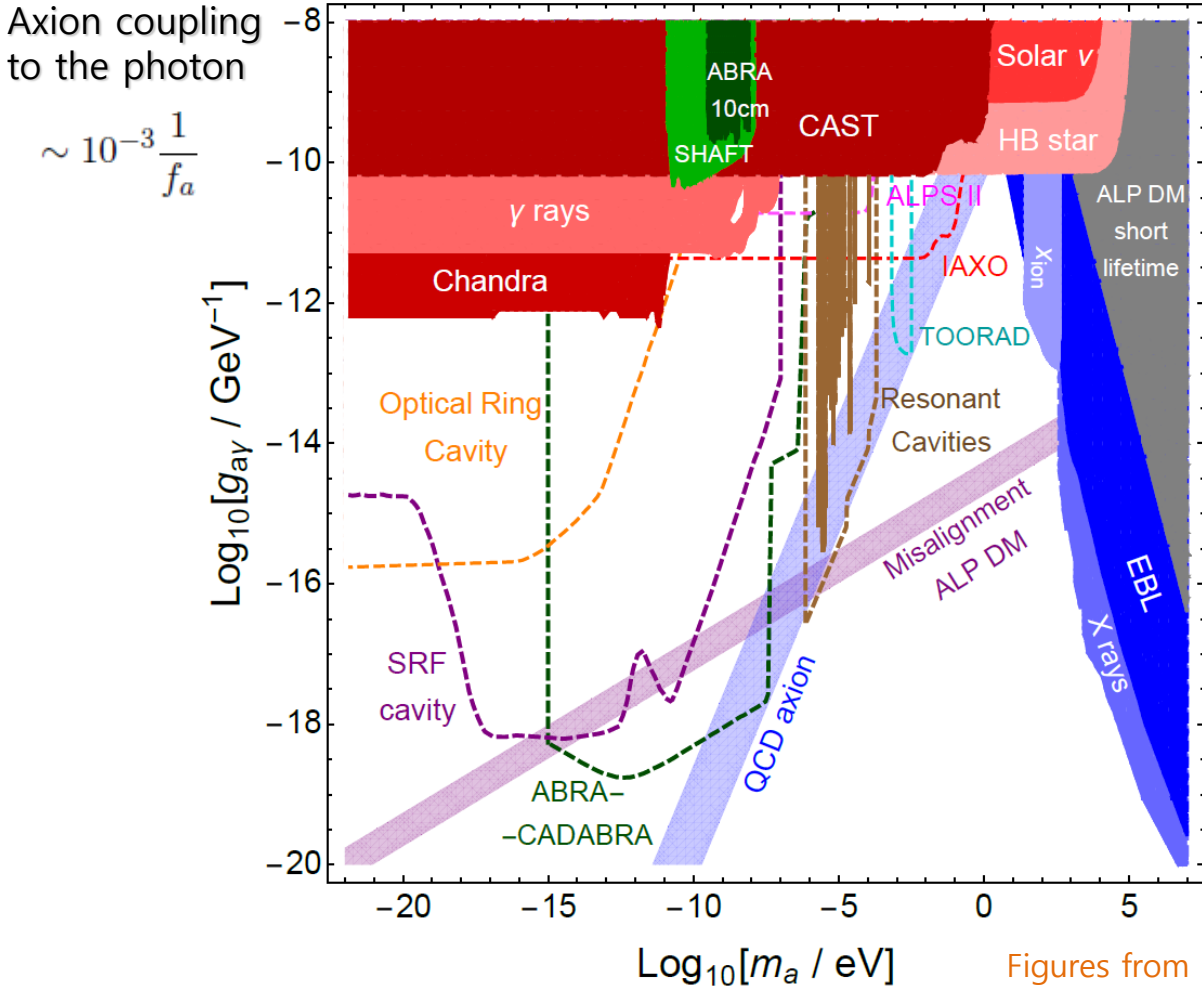 Axion coupling
to the photon
~ 10⁻³ 1/fₐ
Log₁₀[g_aγ / GeV⁻¹]
−8
−10
−12
−14
−16
−18
−20
ABRA
10cm
SHAFT
CAST
Solar ν
HB star
γ rays
ALPS II
ALP DM
short
lifetime
Chandra
IAXO
Xion
TOORAD
Optical Ring
Cavity
Resonant
Cavities
Misalignment
ALP DM
EBL
X rays
SRF
cavity
QCD axion
ABRA−
−CADABRA
−20
−15
−10
−5
0
5
Log₁₀[mₐ / eV]
Figures from